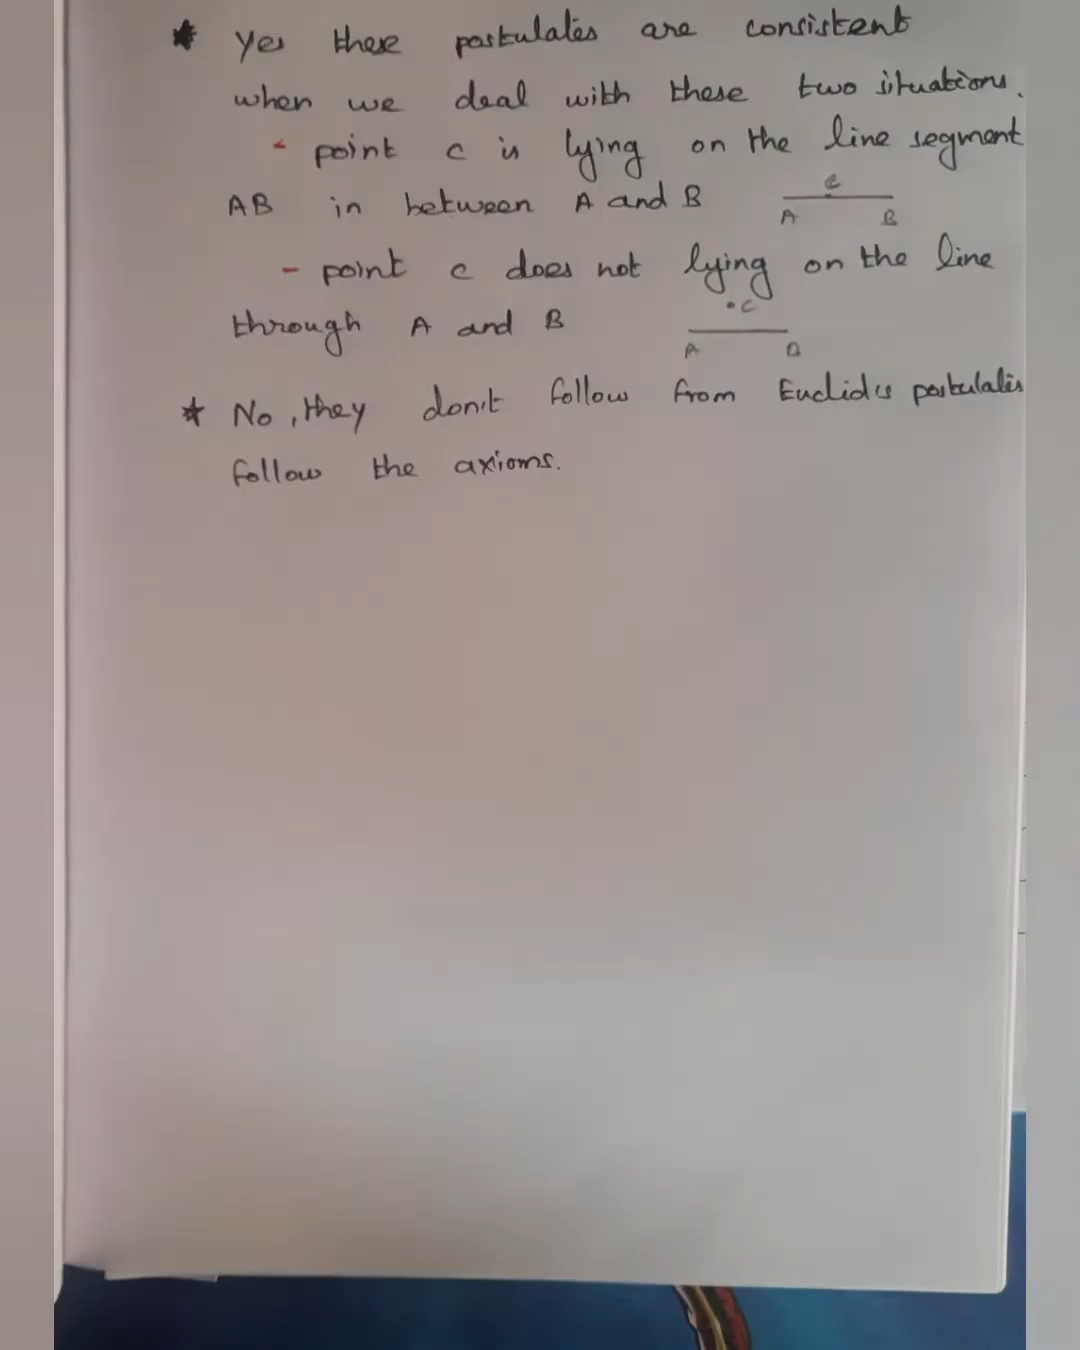 * Yes these postulates are consistent
when we deal with these two situations.
- point c is lying on the line segment
AB in between A and B
C
A B
- point c does not lying on the line
through A and B
• C
A B
* No, they don't follow from Euclid's postulates
follow the axioms.